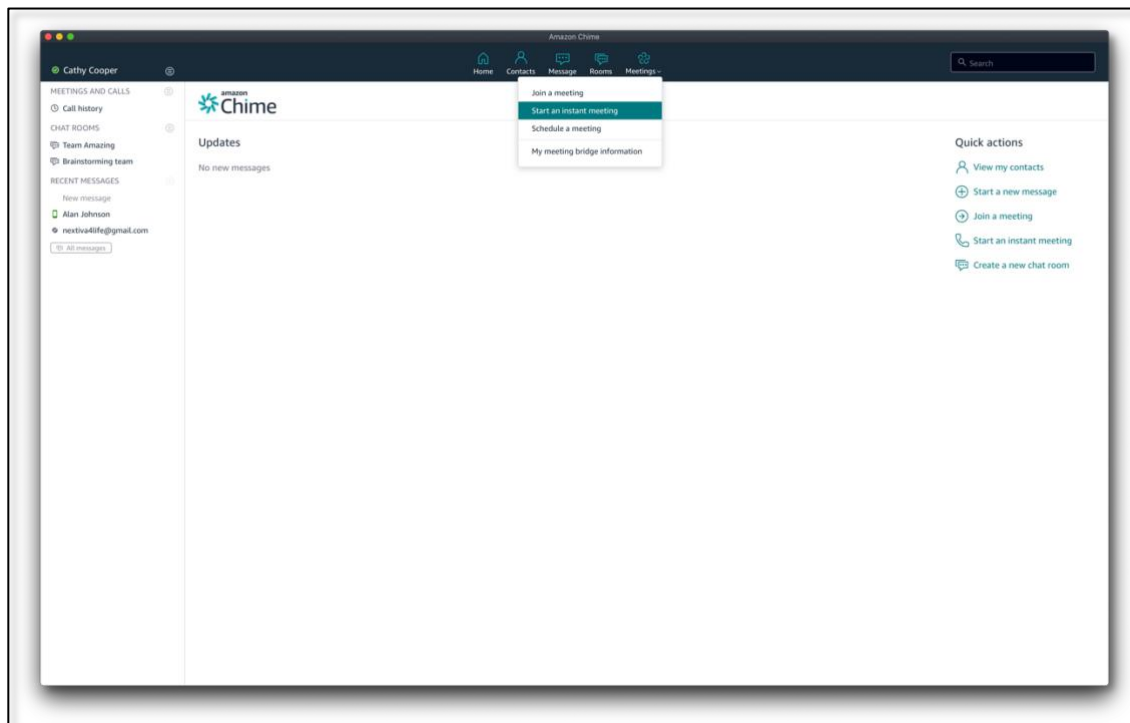 Amazon Chime
Cathy Cooper
Home Contacts Message Rooms Meetings
Search
MEETINGS AND CALLS
Call history
CHAT ROOMS
Team Amazing
Brainstorming team
RECENT MESSAGES
New message
Alan Johnson
nextiva4life@gmail.com
All messages
amazon
Chime
Updates
No new messages
Join a meeting
Start an instant meeting
Schedule a meeting
My meeting bridge information
Quick actions
View my contacts
Start a new message
Join a meeting
Start an instant meeting
Create a new chat room